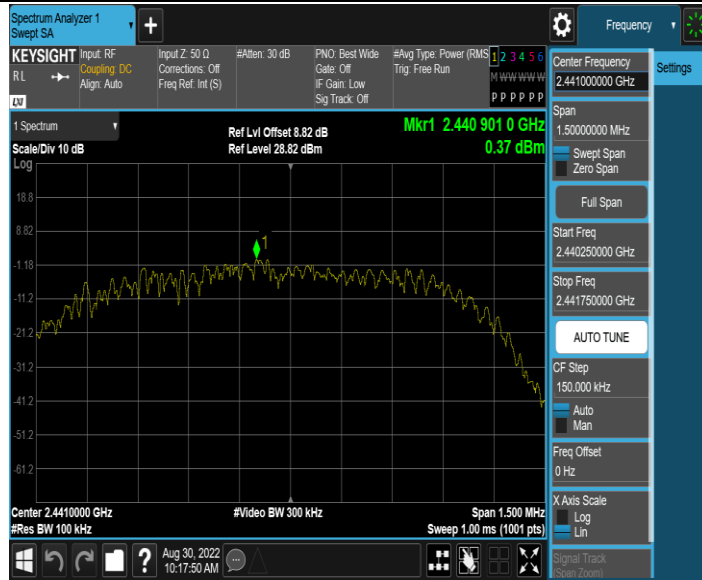 Spectrum Analyzer 1
Swept SA
+
Frequency
KEYSIGHT
RL
LXI
Input: RF
Coupling: DC
Align: Auto
Input Z: 50 Ω
Corrections: Off
Freq Ref: Int (S)
#Atten: 30 dB
PNO: Best Wide
Gate: Off
IF Gain: Low
Sig Track: Off
#Avg Type: Power (RMS
Trig: Free Run
1 2 3 4 5 6
M W W W W W
P P P P P P
1 Spectrum
Scale/Div 10 dB
Log
Ref Lvl Offset 8.82 dB
Ref Level 28.82 dBm
Mkr1 2.440 901 0 GHz
0.37 dBm
18.8
8.82
-1.18
-11.2
-21.2
-31.2
-41.2
-51.2
-61.2
1
Center 2.4410000 GHz
#Res BW 100 kHz
#Video BW 300 kHz
Span 1.500 MHz
Sweep 1.00 ms (1001 pts)
Center Frequency
2.441000000 GHz
Settings
Span
1.50000000 MHz
Swept Span
Zero Span
Full Span
Start Freq
2.440250000 GHz
Stop Freq
2.441750000 GHz
AUTO TUNE
CF Step
150.000 kHz
Auto
Man
Freq Offset
0 Hz
X Axis Scale
Log
Lin
Signal Track
(Span Zoom)
?
Aug 30, 2022
10:17:50 AM